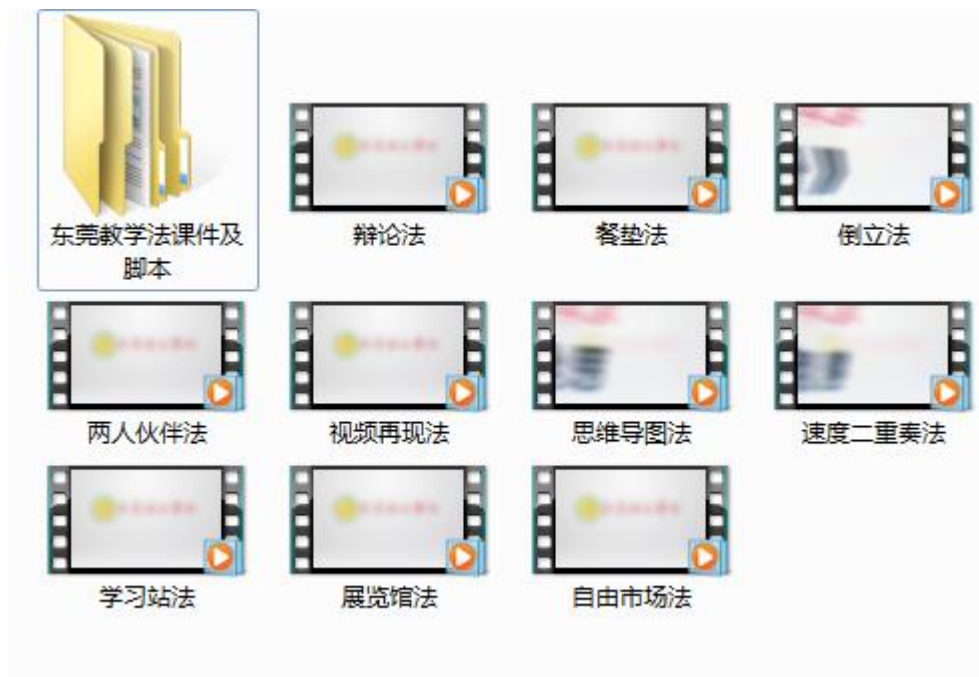 东莞教学法课件及
脚本
辩论法
餐垫法
倒立法
两人伙伴法
视频再现法
思维导图法
速度二重奏法
学习站法
展览馆法
自由市场法